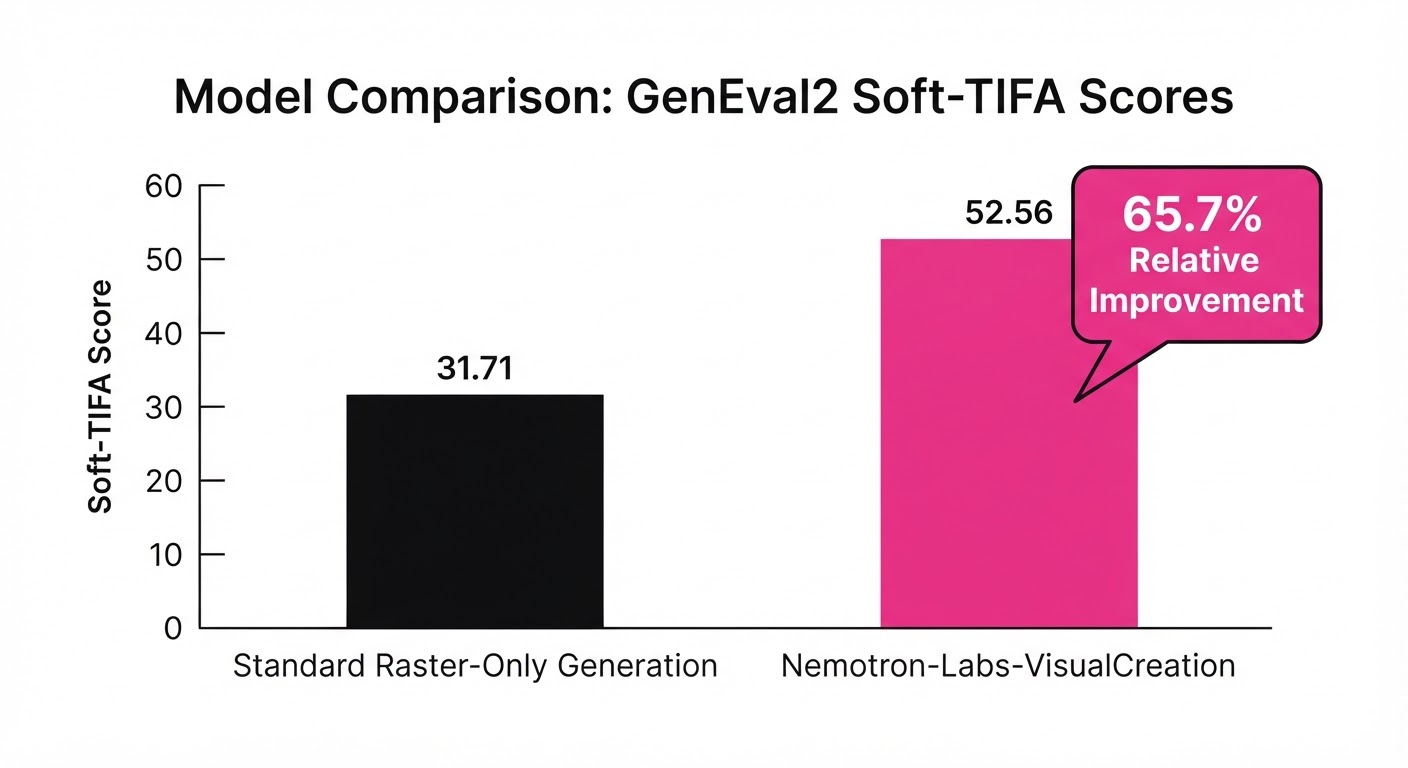 Model Comparison: GenEval2 Soft-TIFA Scores
Soft-TIFA Score
60
50
40
30
20
10
0
31.71
52.56
65.7%
Relative
Improvement
Standard Raster-Only Generation
Nemotron-Labs-VisualCreation